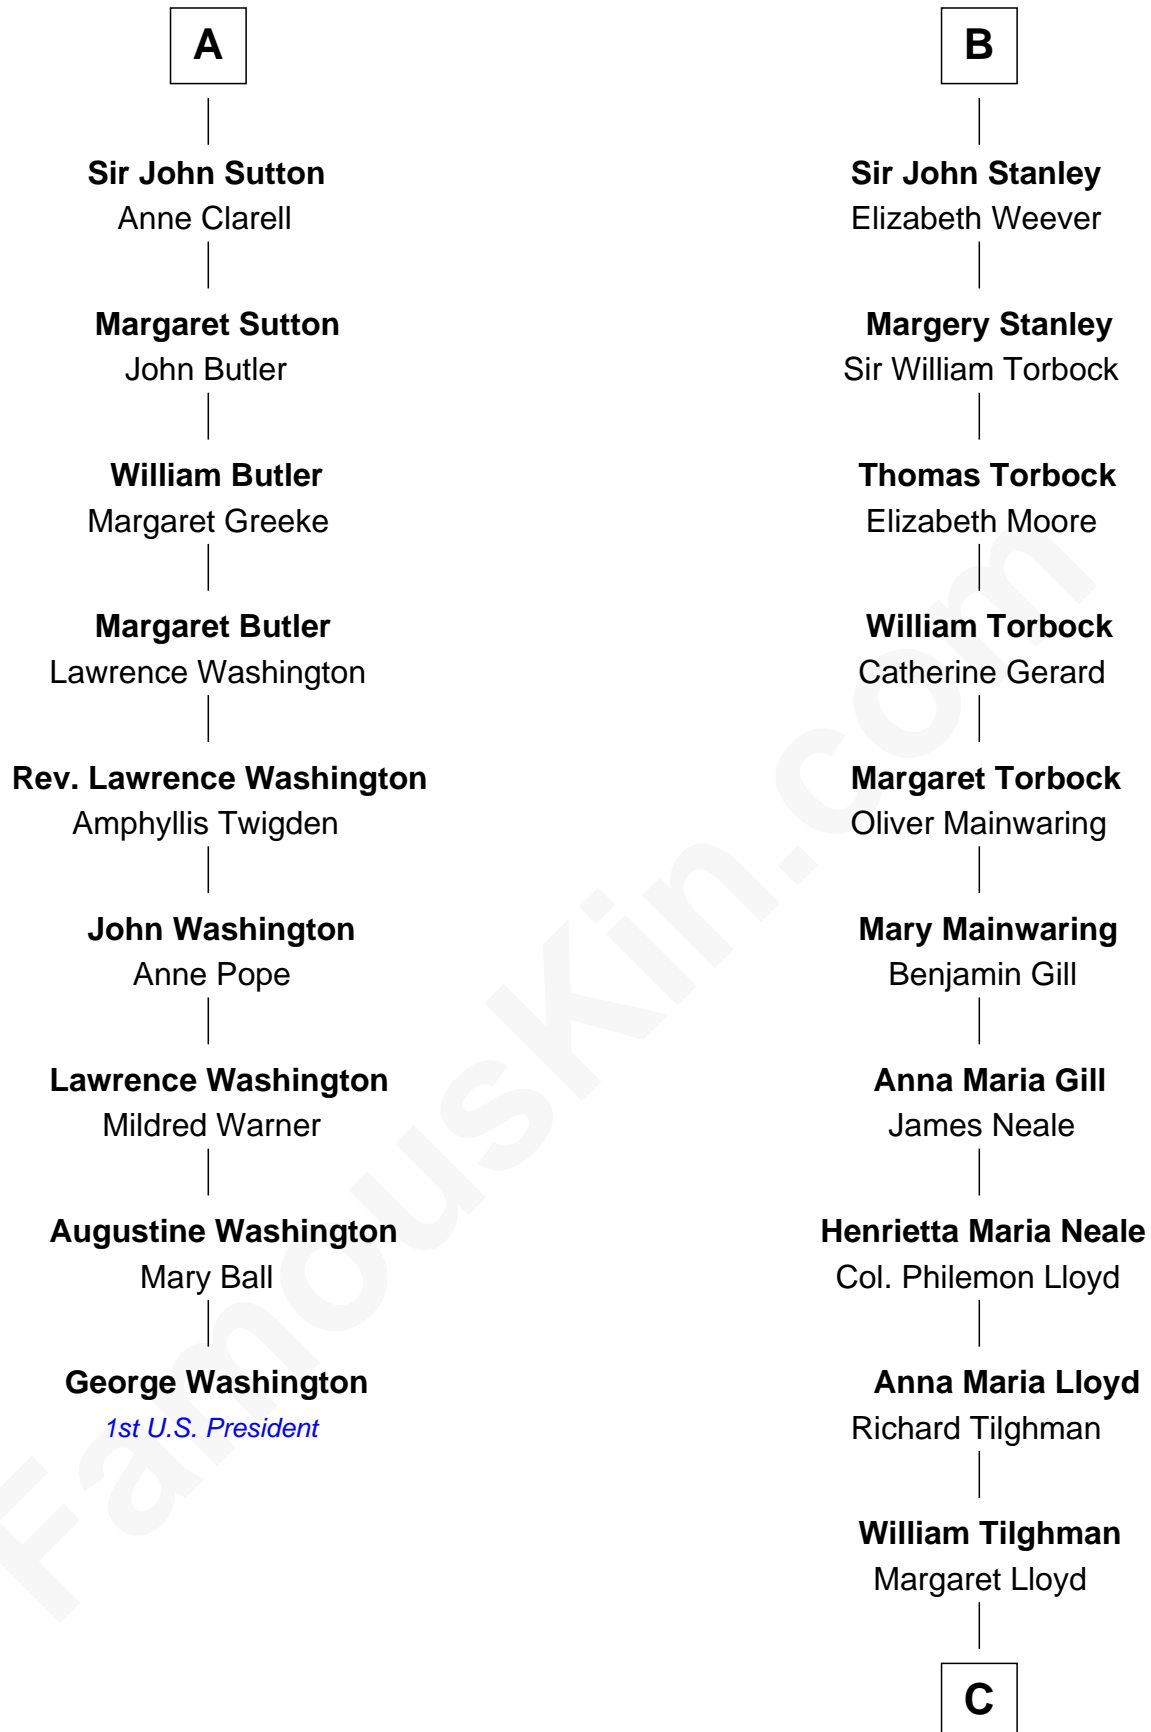 A
Sir John Sutton
Anne Clarell
Margaret Sutton
John Butler
William Butler
Margaret Greeke
Margaret Butler
Lawrence Washington
Rev. Lawrence Washington
Amphyllis Twigden
John Washington
Anne Pope
Lawrence Washington
Mildred Warner
Augustine Washington
Mary Ball
George Washington
1st U.S. President
B
Sir John Stanley
Elizabeth Weever
Margery Stanley
Sir William Torbock
Thomas Torbock
Elizabeth Moore
William Torbock
Catherine Gerard
Margaret Torbock
Oliver Mainwaring
Mary Mainwaring
Benjamin Gill
Anna Maria Gill
James Neale
Henrietta Maria Neale
Col. Philemon Lloyd
Anna Maria Lloyd
Richard Tilghman
William Tilghman
Margaret Lloyd
C
FamousKin.com